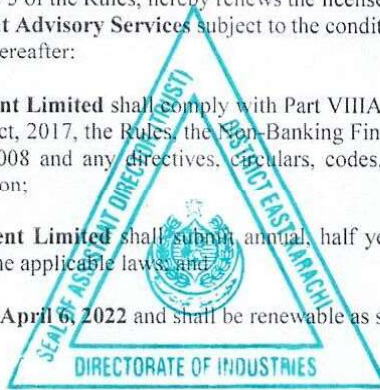 5 of the Rules, hereby renews the license
t Advisory Services subject to the condit
ereafter:
ent Limited shall comply with Part VIIIA
ct, 2017, the Rules, the Non-Banking Fin
008 and any directives, circulars, codes,
on;
ent Limited shall submit annual, half ye
ne applicable laws; and
April 6, 2022 and shall be renewable as s
SEAL OF ASSISTANT DIRECTOR (TRUST)
DISTRICT EAST KARACHI
DIRECTORATE OF INDUSTRIES